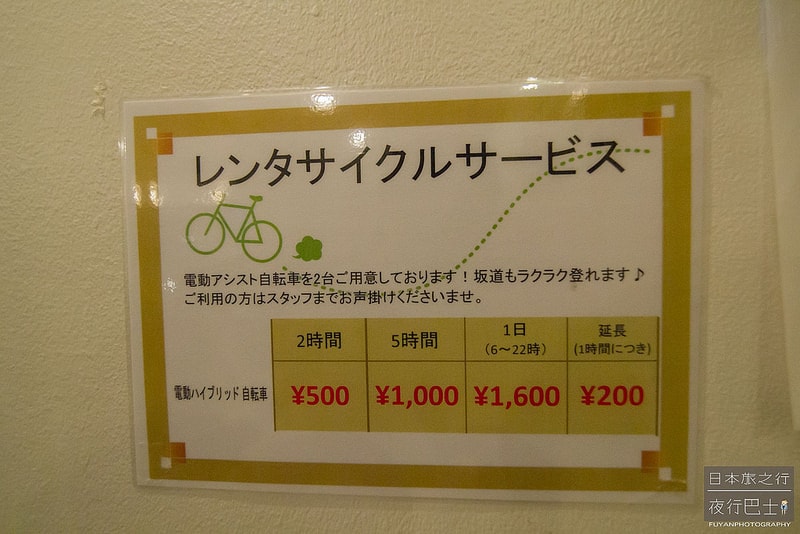 レンタサイクルサービス
電動アシスト自転車を2台ご用意しております！坂道もラクラク登れます♪
ご利用の方はスタッフまでお声掛けくださいませ。
2時間 5時間 1日 延長
（6～22時） (1時間につき)
電動ハイブリッド 自転車 ¥500 ¥1,000 ¥1,600 ¥200
日本旅之行
夜行巴士
FUYANPHOTOGRAPHY